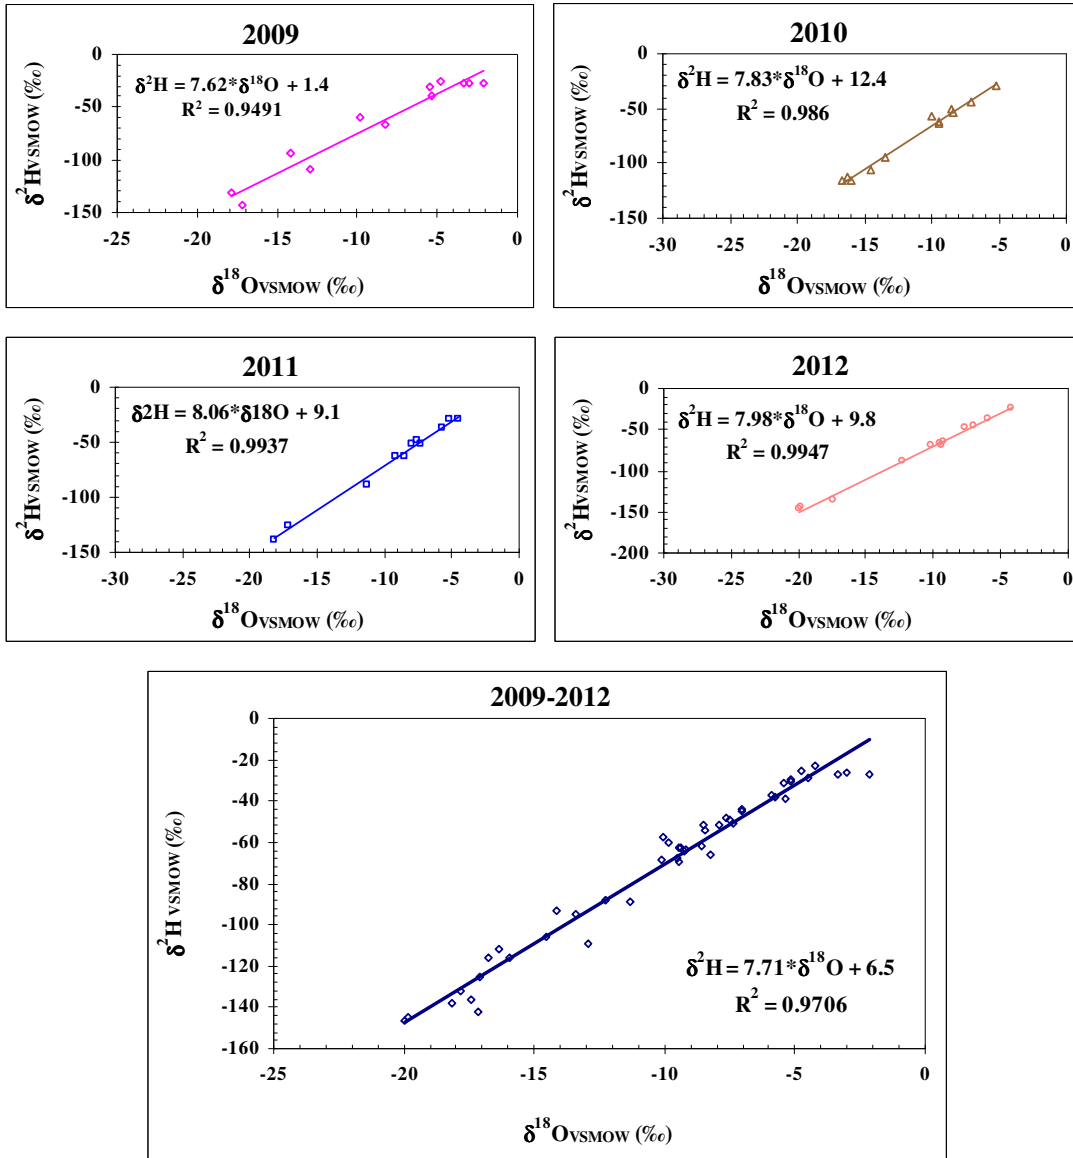 2009
δ²H = 7.62*δ¹⁸O + 1.4
R² = 0.9491
0
-50
-100
-150
-25 -20 -15 -10 -5 0
δ²HVSMOW (‰)
δ¹⁸OVSMOW (‰)
2010
δ²H = 7.83*δ¹⁸O + 12.4
R² = 0.986
0
-50
-100
-150
-30 -25 -20 -15 -10 -5 0
δ²HVSMOW (‰)
δ¹⁸OVSMOW (‰)
2011
δ2H = 8.06*δ18O + 9.1
R² = 0.9937
0
-50
-100
-150
-30 -25 -20 -15 -10 -5 0
δ²HVSMOW (‰)
δ¹⁸OVSMOW (‰)
2012
δ²H = 7.98*δ¹⁸O + 9.8
R² = 0.9947
0
-50
-100
-150
-200
-30 -25 -20 -15 -10 -5 0
δ²HVSMOW (‰)
δ¹⁸OVSMOW (‰)
2009-2012
0
-20
-40
-60
-80
-100
-120
-140
-160
δ²H = 7.71*δ¹⁸O + 6.5
R² = 0.9706
-25 -20 -15 -10 -5 0
δ²H VSMOW (‰)
δ¹⁸OVSMOW (‰)